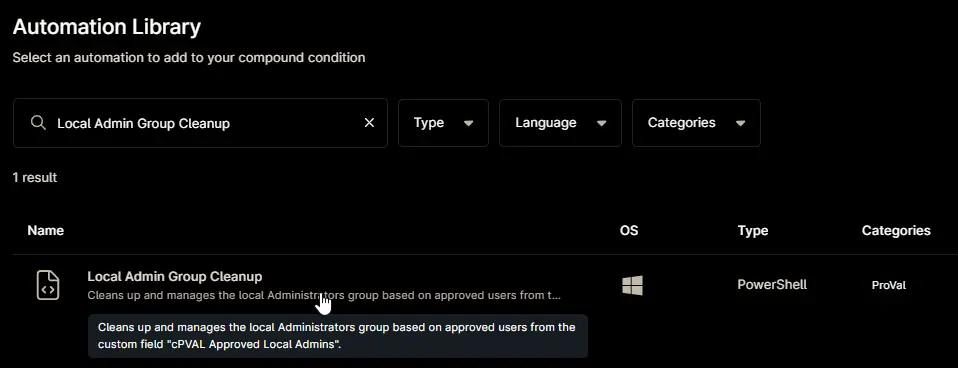 Automation Library
Select an automation to add to your compound condition
Local Admin Group Cleanup
Type
Language
Categories
1 result
Name OS Type Categories
Local Admin Group Cleanup
Cleans up and manages the local Administrators group based on approved users from t...
PowerShell
ProVal
Cleans up and manages the local Administrators group based on approved users from the
custom field "cPVAL Approved Local Admins".